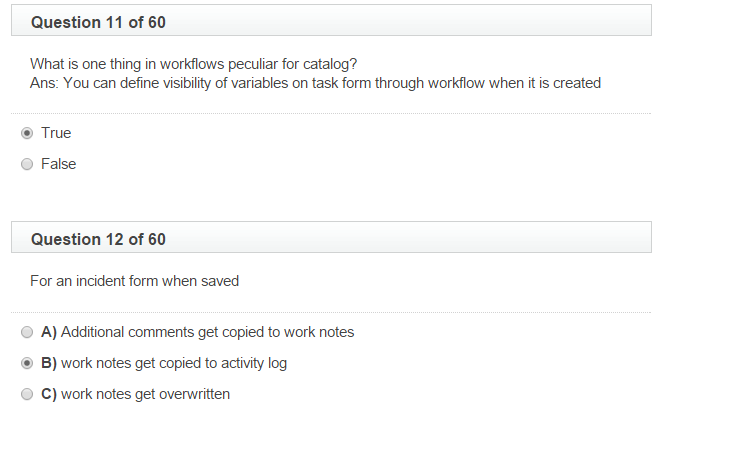 Question 11 of 60
What is one thing in workflows peculiar for catalog?
Ans: You can define visibility of variables on task form through workflow when it is created
True
False
Question 12 of 60
For an incident form when saved
A) Additional comments get copied to work notes
B) work notes get copied to activity log
C) work notes get overwritten